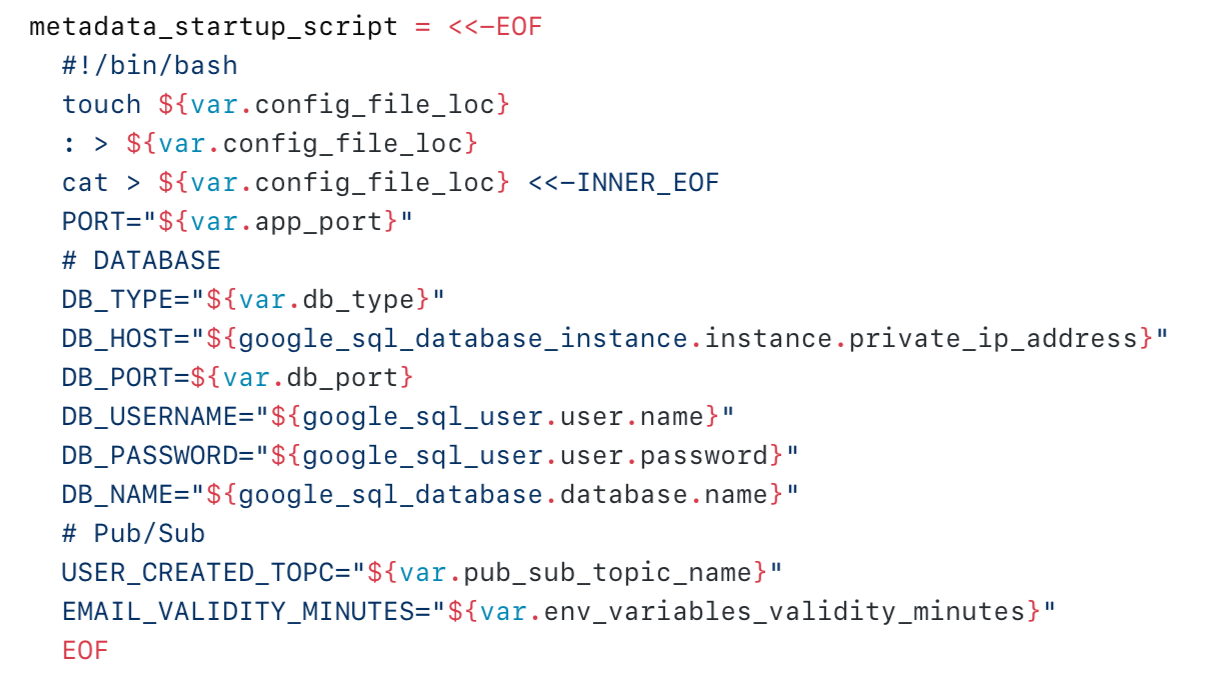 metadata_startup_script = <<-EOF
#!/bin/bash
touch ${var.config_file_loc}
: > ${var.config_file_loc}
cat > ${var.config_file_loc} <<-INNER_EOF
PORT="${var.app_port}"
# DATABASE
DB_TYPE="${var.db_type}"
DB_HOST="${google_sql_database_instance.instance.private_ip_address}"
DB_PORT=${var.db_port}
DB_USERNAME="${google_sql_user.user.name}"
DB_PASSWORD="${google_sql_user.user.password}"
DB_NAME="${google_sql_database.database.name}"
# Pub/Sub
USER_CREATED_TOPC="${var.pub_sub_topic_name}"
EMAIL_VALIDITY_MINUTES="${var.env_variables_validity_minutes}"
EOF